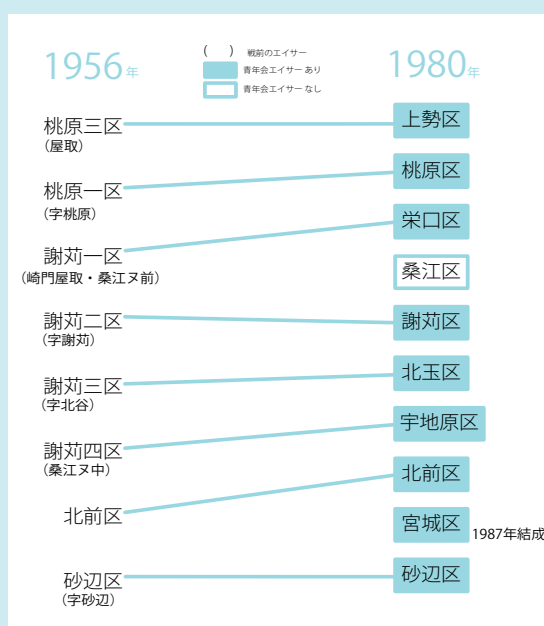 1956年
( ) 戦前のエイサー
青年会エイサー あり
青年会エイサー なし
1980年
桃原三区
(屋取)
上勢区
桃原一区
(字桃原)
桃原区
謝苅一区
(崎門屋取・桑江ヌ前)
栄口区
桑江区
謝苅二区
(字謝苅)
謝苅区
謝苅三区
(字北谷)
北玉区
謝苅四区
(桑江ヌ中)
宇地原区
北前区
北前区
宮城区 1987年結成
砂辺区
(字砂辺)
砂辺区